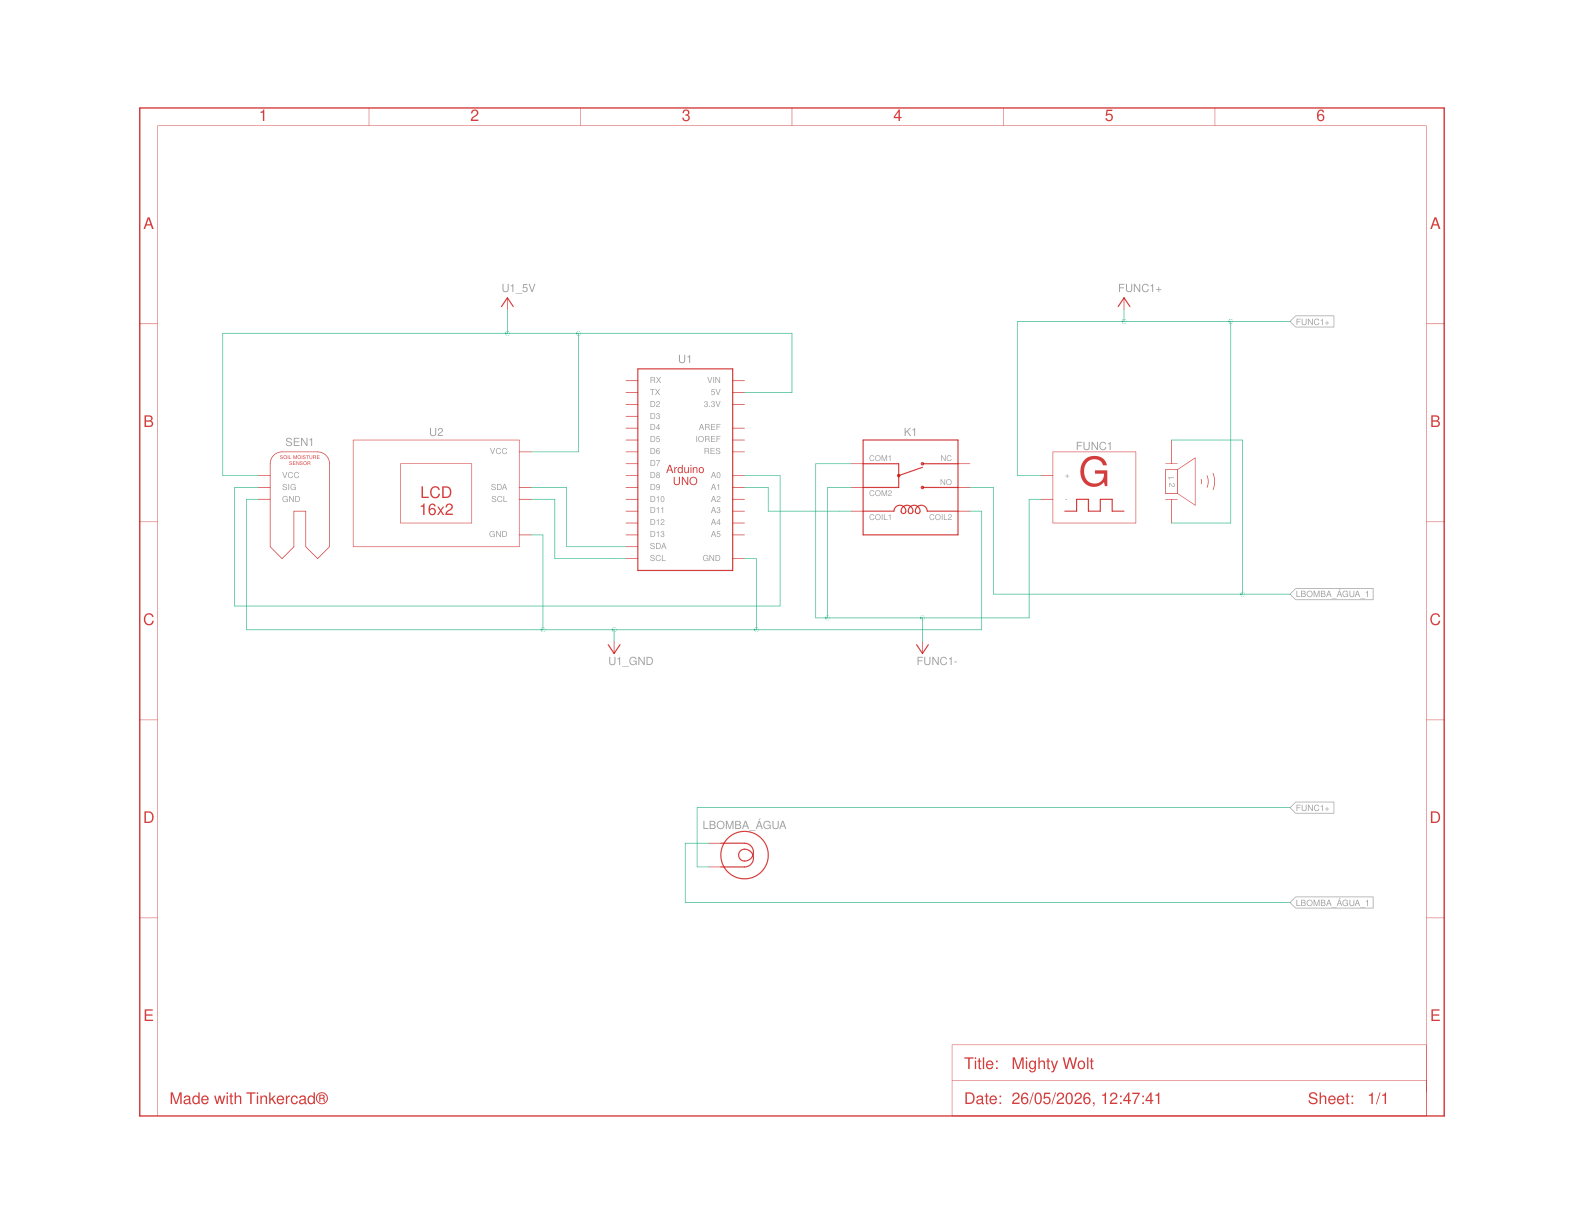 1 2 3 4 5 6
A A
U1_5V FUNC1+
FUNC1+
U1
RX VIN
TX 5V
D2 3.3V
D3
D4 AREF
D5 IOREF
D6 RES
D7
D8 A0
D9 A1
D10 A2
D11 A3
D12 A4
D13 A5
SDA
SCL GND
Arduino
UNO
B B
SEN1
SOIL MOISTURE
SENSOR
VCC
SIG
GND
U2
VCC
SDA
SCL
GND
LCD
16x2
K1
COM1 NC
NO
COM2
COIL1 COIL2
FUNC1
G
+
-
1 2
LBOMBA_ÁGUA_1
C C
U1_GND FUNC1-
FUNC1+
D D
LBOMBA_ÁGUA
LBOMBA_ÁGUA_1
E E
Title: Mighty Wolt
Made with Tinkercad®
Date: 26/05/2026, 12:47:41 Sheet: 1/1